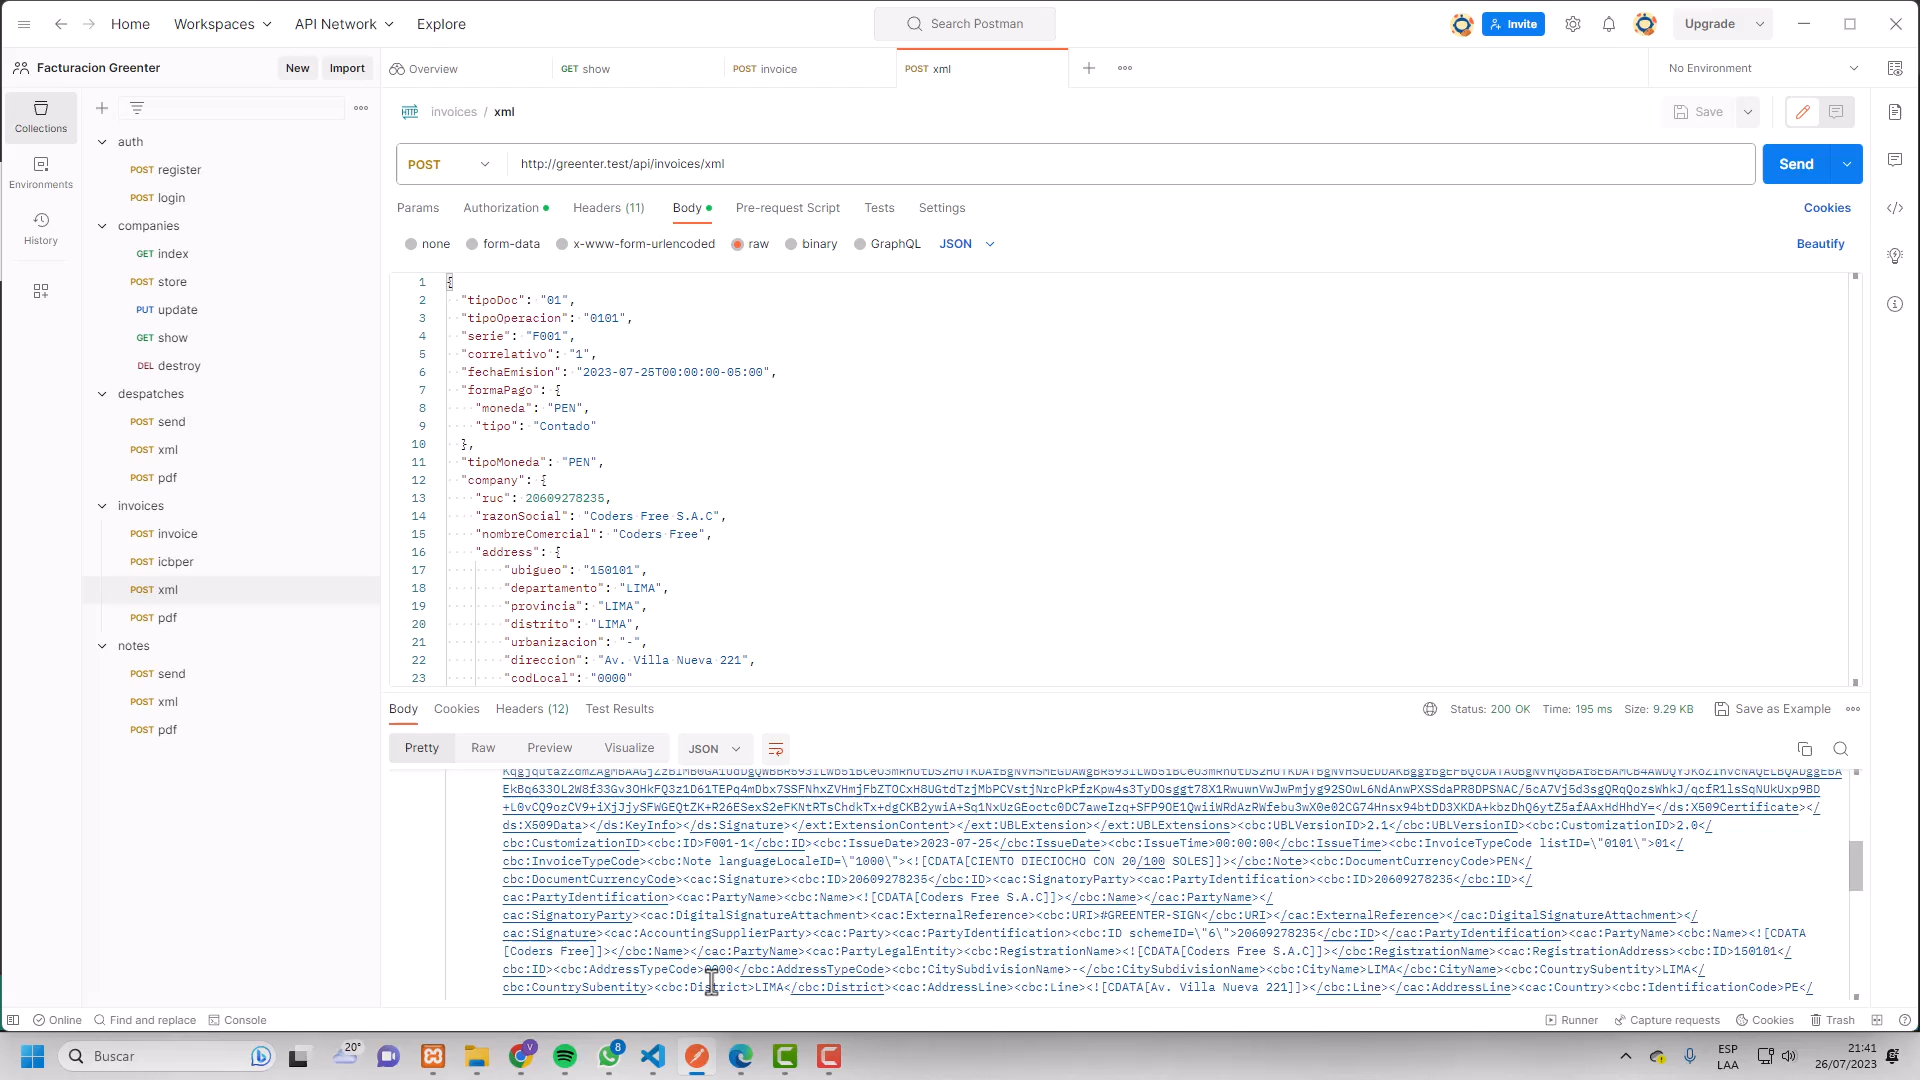 Home
Workspaces
API Network
Explore
Search Postman
Invite
Upgrade
Facturacion Greenter
New
Import
Overview
GET show
POST invoice
POST xml
No Environment
Collections
Environments
History
auth
POST register
POST login
companies
GET index
POST store
PUT update
GET show
DEL destroy
despatches
POST send
POST xml
POST pdf
invoices
POST invoice
POST icbper
POST xml
POST pdf
notes
POST send
POST xml
POST pdf
HTTP invoices / xml
Save
POST http://greenter.test/api/invoices/xml
Send
Params Authorization Headers (11) Body Pre-request Script Tests Settings
Cookies
none form-data x-www-form-urlencoded raw binary GraphQL JSON
Beautify
1 {
2 "tipoDoc": "01",
3 "tipoOperacion": "0101",
4 "serie": "F001",
5 "correlativo": "1",
6 "fechaEmision": "2023-07-25T00:00:00-05:00",
7 "formaPago": {
8 "moneda": "PEN",
9 "tipo": "Contado"
10 },
11 "tipoMoneda": "PEN",
12 "company": {
13 "ruc": 20609278235,
14 "razonSocial": "Coders Free S.A.C",
15 "nombreComercial": "Coders Free",
16 "address": {
17 "ubigueo": "150101",
18 "departamento": "LIMA",
19 "provincia": "LIMA",
20 "distrito": "LIMA",
21 "urbanizacion": "-",
22 "direccion": "Av. Villa Nueva 221",
23 "codLocal": "0000"
Body Cookies Headers (12) Test Results
Status: 200 OK Time: 195 ms Size: 9.29 KB Save as Example
Pretty Raw Preview Visualize JSON
</ds:X509Certificate></
ds:X509Data></ds:KeyInfo></ds:Signature></ext:ExtensionContent></ext:UBLExtension></ext:UBLExtensions><cbc:UBLVersionID>2.1</cbc:UBLVersionID><cbc:CustomizationID>2.0</
cbc:CustomizationID><cbc:ID>F001-1</cbc:ID><cbc:IssueDate>2023-07-25</cbc:IssueDate><cbc:IssueTime>00:00:00</cbc:IssueTime><cbc:InvoiceTypeCode listID=\"0101\">01</
cbc:InvoiceTypeCode><cbc:Note languageLocaleID=\"1000\"><![CDATA[CIENTO DIECIOCHO CON 20/100 SOLES]]></cbc:Note><cbc:DocumentCurrencyCode>PEN</
cbc:DocumentCurrencyCode><cac:Signature><cbc:ID>20609278235</cbc:ID><cac:SignatoryParty><cac:PartyIdentification><cbc:ID>20609278235</cbc:ID></
cac:PartyIdentification><cac:PartyName><cbc:Name><![CDATA[Coders Free S.A.C]]></cbc:Name></cac:PartyName></
cac:SignatoryParty><cac:DigitalSignatureAttachment><cac:ExternalReference><cbc:URI>#GREENTER-SIGN</cbc:URI></cac:ExternalReference></cac:DigitalSignatureAttachment></
cac:Signature><cac:AccountingSupplierParty><cac:Party><cac:PartyIdentification><cbc:ID schemeID=\"6\">20609278235</cbc:ID></cac:PartyIdentification><cac:PartyName><cbc:Name><![CDATA
[Coders Free]]></cbc:Name></cac:PartyName><cac:PartyLegalEntity><cbc:RegistrationName><![CDATA[Coders Free S.A.C]]></cbc:RegistrationName><cac:RegistrationAddress><cbc:ID>150101</
cbc:ID><cbc:AddressTypeCode>0000</cbc:AddressTypeCode><cbc:CitySubdivisionName>-</cbc:CitySubdivisionName><cbc:CityName>LIMA</cbc:CityName><cbc:CountrySubentity>LIMA</
cbc:CountrySubentity><cbc:District>LIMA</cbc:District><cac:AddressLine><cbc:Line><![CDATA[Av. Villa Nueva 221]]></cbc:Line></cac:AddressLine><cac:Country><cbc:IdentificationCode>PE</
Online
Find and replace
Console
Runner
Capture requests
Cookies
Trash
Buscar
20°
V
8
ESP
LAA
21:41
26/07/2023